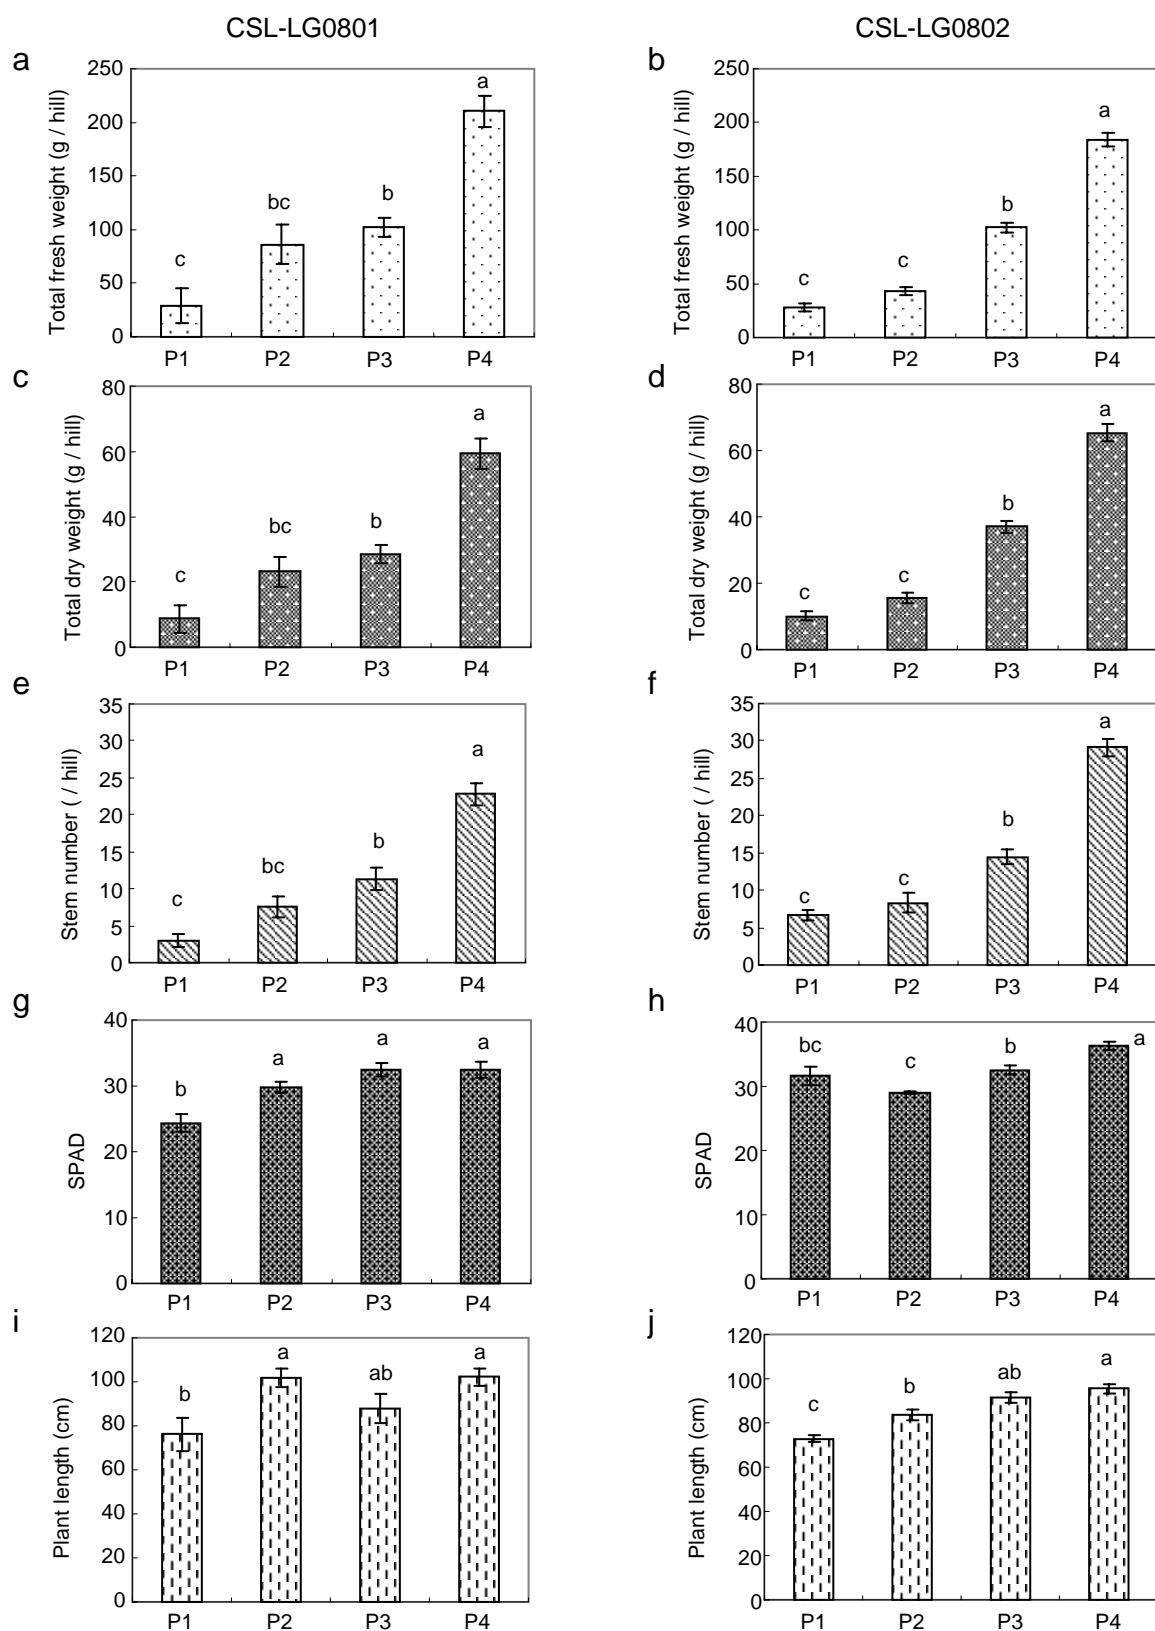 CSL-LG0801
CSL-LG0802
a
Total fresh weight (g / hill)
250
200
150
100
50
0
c
bc
b
a
P1 P2 P3 P4
b
Total fresh weight (g / hill)
250
200
150
100
50
0
c
c
b
a
P1 P2 P3 P4
c
Total dry weight (g / hill)
80
60
40
20
0
c
bc
b
a
P1 P2 P3 P4
d
Total dry weight (g / hill)
80
60
40
20
0
c
c
b
a
P1 P2 P3 P4
e
Stem number ( / hill)
35
30
25
20
15
10
5
0
c
bc
b
a
P1 P2 P3 P4
f
Stem number ( / hill)
35
30
25
20
15
10
5
0
c
c
b
a
P1 P2 P3 P4
g
SPAD
40
30
20
10
0
b
a
a
a
P1 P2 P3 P4
h
SPAD
40
30
20
10
0
bc
c
b
a
P1 P2 P3 P4
i
Plant length (cm)
120
100
80
60
40
20
0
b
a
ab
a
P1 P2 P3 P4
j
Plant length (cm)
120
100
80
60
40
20
0
c
b
ab
a
P1 P2 P3 P4